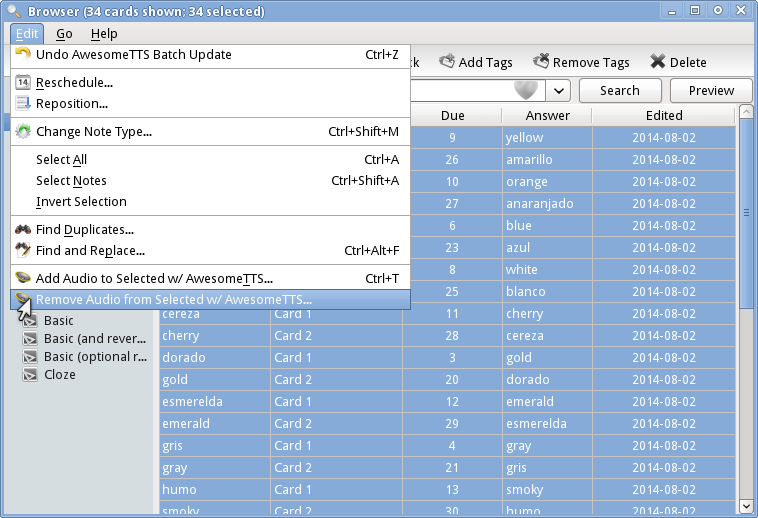 Browser (34 cards shown; 34 selected)
Edit Go Help
Undo AwesomeTTS Batch Update Ctrl+Z
Add Tags Remove Tags Delete
Reschedule...
Reposition...
Search Preview
Change Note Type... Ctrl+Shift+M
Select All Ctrl+A
Select Notes Ctrl+Shift+A
Invert Selection
Find Duplicates...
Find and Replace... Ctrl+Alt+F
Add Audio to Selected w/ AwesomeTTS... Ctrl+T
Remove Audio from Selected w/ AwesomeTTS...
Basic
Basic (and rever...
Basic (optional r...
Cloze
Due Answer Edited
9 yellow 2014-08-02
26 amarillo 2014-08-02
10 orange 2014-08-02
27 anaranjado 2014-08-02
6 blue 2014-08-02
23 azul 2014-08-02
8 white 2014-08-02
25 blanco 2014-08-02
cereza Card 1 11 cherry 2014-08-02
cherry Card 2 28 cereza 2014-08-02
dorado Card 1 3 gold 2014-08-02
gold Card 2 20 dorado 2014-08-02
esmerelda Card 1 12 emerald 2014-08-02
emerald Card 2 29 esmerelda 2014-08-02
gris Card 1 4 gray 2014-08-02
gray Card 2 21 gris 2014-08-02
humo Card 1 13 smoky 2014-08-02
smoky Card 2 30 humo 2014-08-02